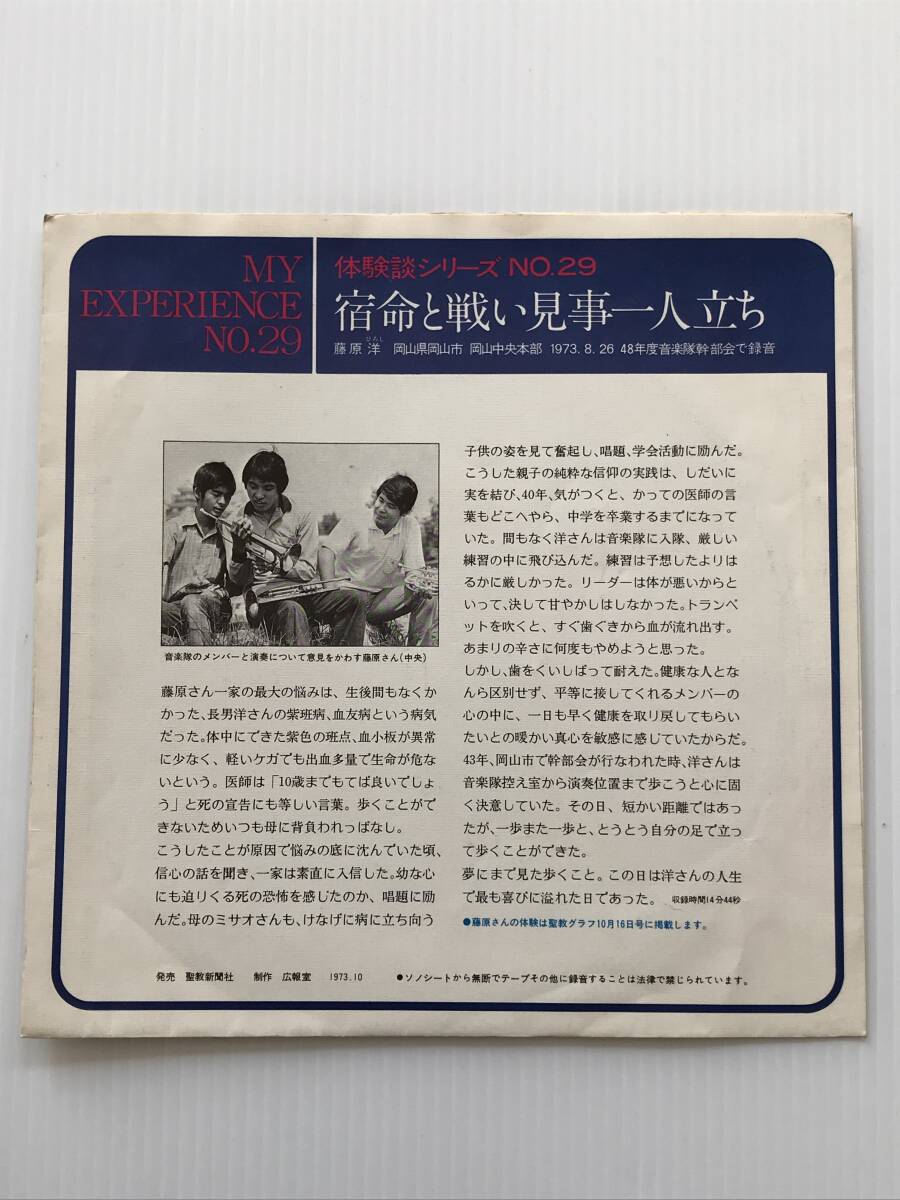 MY
EXPERIENCE
NO.29
体験談シリーズ NO.29
宿命と戦い見事一人立ち
ひろし
藤原洋 岡山県岡山市 岡山中央本部 1973. 8. 26 48年度音楽隊幹部会で録音
音楽隊のメンバーと演奏について意見をかわす藤原さん(中央)
藤原さん一家の最大の悩みは、生後間もなくか
かった、長男洋さんの紫斑病、血友病という病気
だった。体中にできた紫色の斑点、血小板が異常
に少なく、軽いケガでも出血多量で生命が危な
いという。医師は「10歳までもてば良いでしょ
う」と死の宣告にも等しい言葉。歩くことがで
きないためいつも母に背負われっぱなし。
こうしたことが原因で悩みの底に沈んでいた頃、
信心の話を聞き、一家は素直に入信した。幼な心
にも迫りくる死の恐怖を感じたのか、唱題に励
んだ。母のミサオさんも、けなげに病に立ち向う
子供の姿を見て奮起し、唱題、学会活動に励んだ。
こうした親子の純粋な信仰の実践は、しだいに
実を結び、40年、気がつくと、かっての医師の言
葉もどこへやら、中学を卒業するまでになってい
た。間もなく洋さんは音楽隊に入隊、厳しい
練習の中に飛び込んだ。練習は予想したよりは
るかに厳しかった。リーダーは体が悪いからと
いって、決して甘やかしはしなかった。トランペ
ットを吹くと、すぐ歯ぐきから血が流れ出す。
あまりの辛さに何度もやめようと思った。
しかし、歯をくいしばって耐えた。健康な人とな
んら区別せず、平等に接してくれるメンバーの
心の中に、一日も早く健康を取り戻してもらい
たいとの暖かい真心を敏感に感じていたからだ。
43年、岡山市で幹部会が行なわれた時、洋さんは
音楽隊控え室から演奏位置まで歩こうと心に固
く決意していた。その日、短かい距離ではあっ
たが、一歩また一歩と、とうとう自分の足で立っ
て歩くことができた。
夢にまで見た歩くこと。この日は洋さんの人生
で最も喜びに溢れた日であった。 収録時間14分44秒
●藤原さんの体験は聖教グラフ10月16日号に掲載します。
発売 聖教新聞社 制作 広報室 1973.10 ●ソノシートから無断でテープその他に録音することは法律で禁じられています。